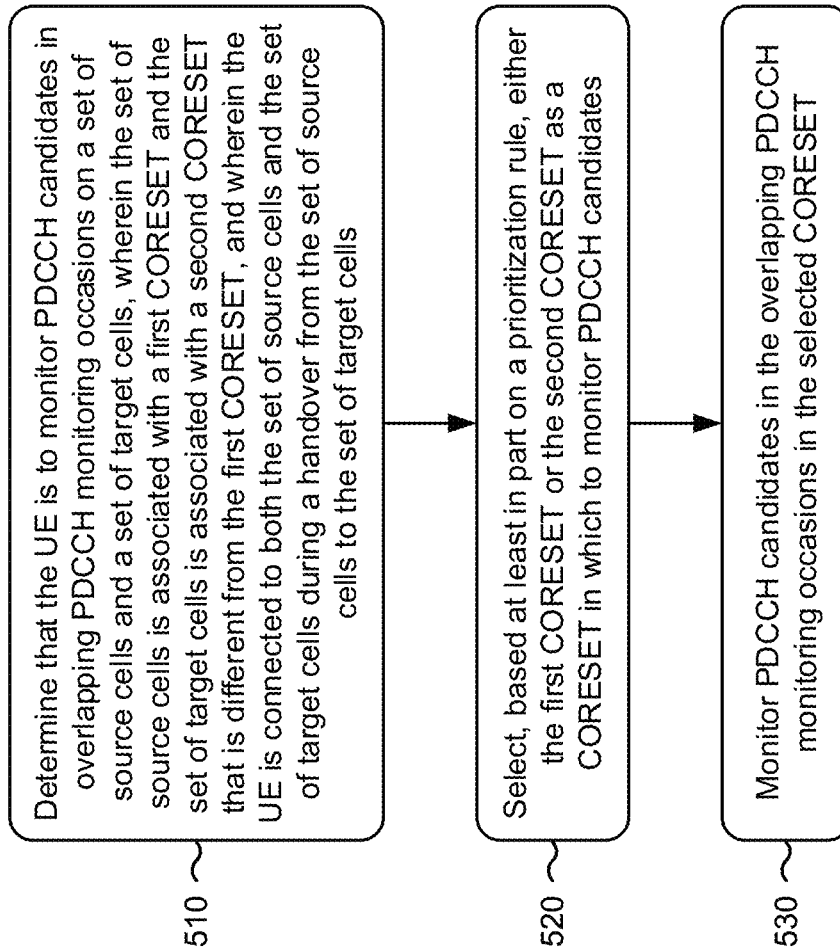 510
Determine that the UE is to monitor PDCCH candidates in
overlapping PDCCH monitoring occasions on a set of
source cells and a set of target cells, wherein the set of
source cells is associated with a first CORESET and the
set of target cells is associated with a second CORESET
that is different from the first CORESET, and wherein the
UE is connected to both the set of source cells and the set
of target cells during a handover from the set of source
cells to the set of target cells
520
Select, based at least in part on a prioritization rule, either
the first CORESET or the second CORESET as a
CORESET in which to monitor PDCCH candidates
530
Monitor PDCCH candidates in the overlapping PDCCH
monitoring occasions in the selected CORESET